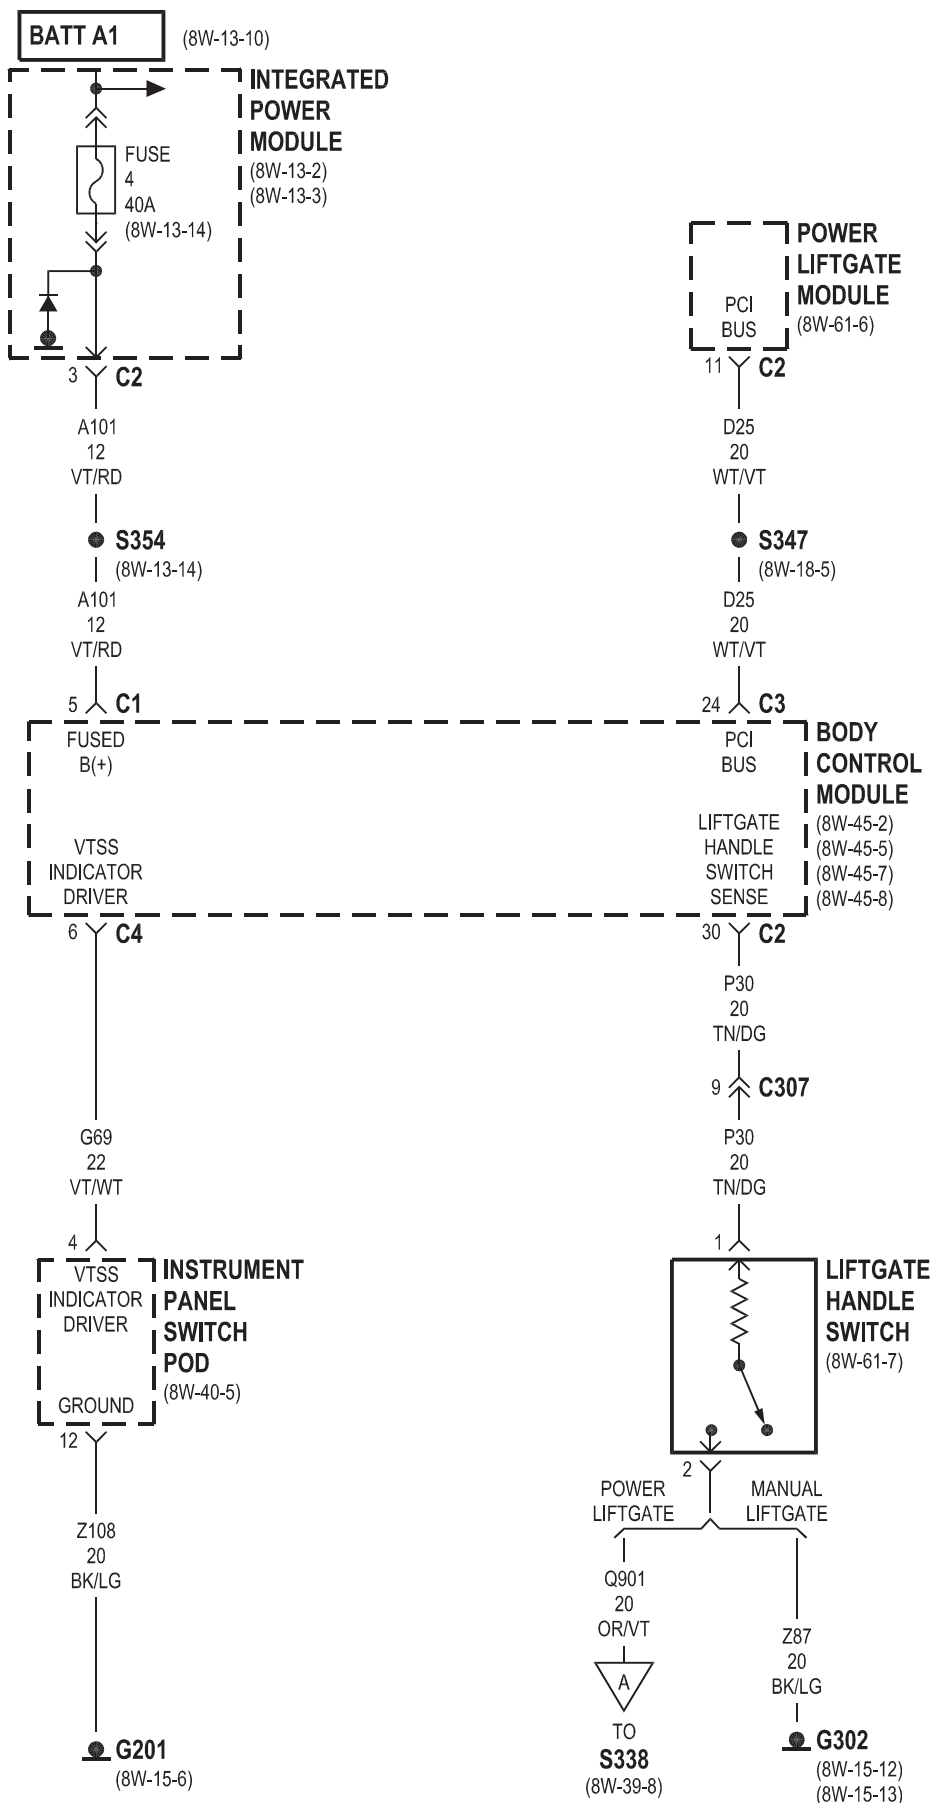 BATT A1
(8W-13-10)
INTEGRATED
POWER
MODULE
(8W-13-2)
(8W-13-3)
FUSE
4
40A
(8W-13-14)
3 C2
A101
12
VT/RD
S354
(8W-13-14)
A101
12
VT/RD
5 C1
POWER
LIFTGATE
MODULE
(8W-61-6)
PCI
BUS
11 C2
D25
20
WT/VT
S347
(8W-18-5)
D25
20
WT/VT
24 C3
FUSED
B(+)
PCI
BUS
BODY
CONTROL
MODULE
(8W-45-2)
(8W-45-5)
(8W-45-7)
(8W-45-8)
VTSS
INDICATOR
DRIVER
LIFTGATE
HANDLE
SWITCH
SENSE
6 C4
G69
22
VT/WT
4
VTSS
INDICATOR
DRIVER
INSTRUMENT
PANEL
SWITCH
POD
(8W-40-5)
GROUND
12
Z108
20
BK/LG
G201
(8W-15-6)
30 C2
P30
20
TN/DG
9 C307
P30
20
TN/DG
1
LIFTGATE
HANDLE
SWITCH
(8W-61-7)
2
POWER
LIFTGATE
MANUAL
LIFTGATE
Q901
20
OR/VT
A
TO
S338
(8W-39-8)
Z87
20
BK/LG
G302
(8W-15-12)
(8W-15-13)